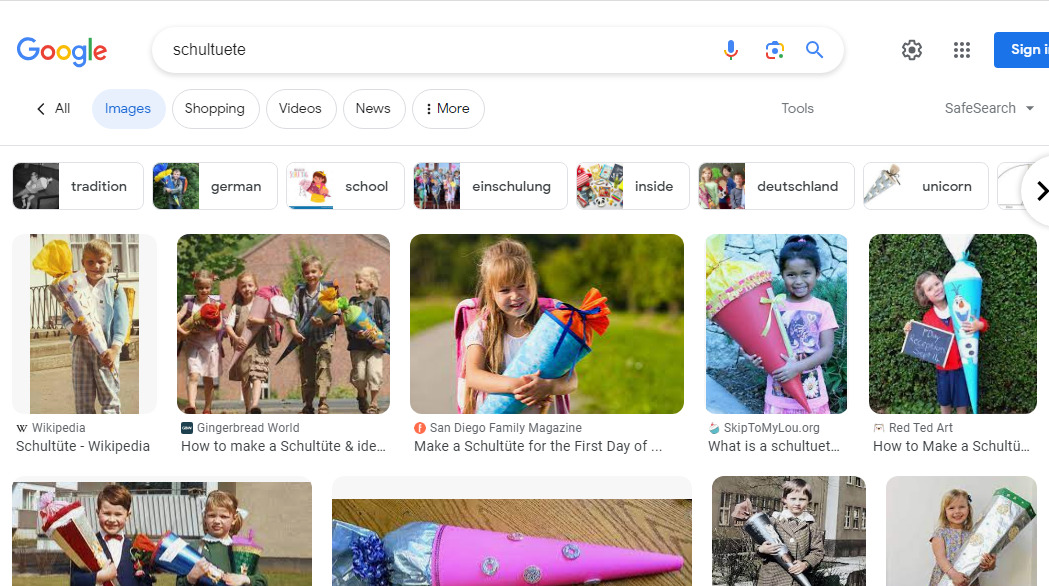 Google
schultuete
Sign i
All
Images
Shopping
Videos
News
More
Tools
SafeSearch
tradition
german
school
einschulung
inside
deutschland
unicorn
Wikipedia
Schultüte - Wikipedia
Gingerbread World
How to make a Schultüte & ide...
San Diego Family Magazine
Make a Schultüte for the First Day of ...
SkipToMyLou.org
What is a schultuet...
Red Ted Art
How to Make a Schultü...